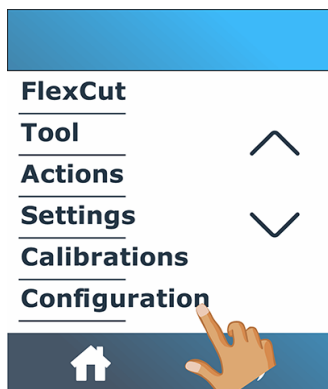 FlexCut
Tool
Actions
Settings
Calibrations
Configuration